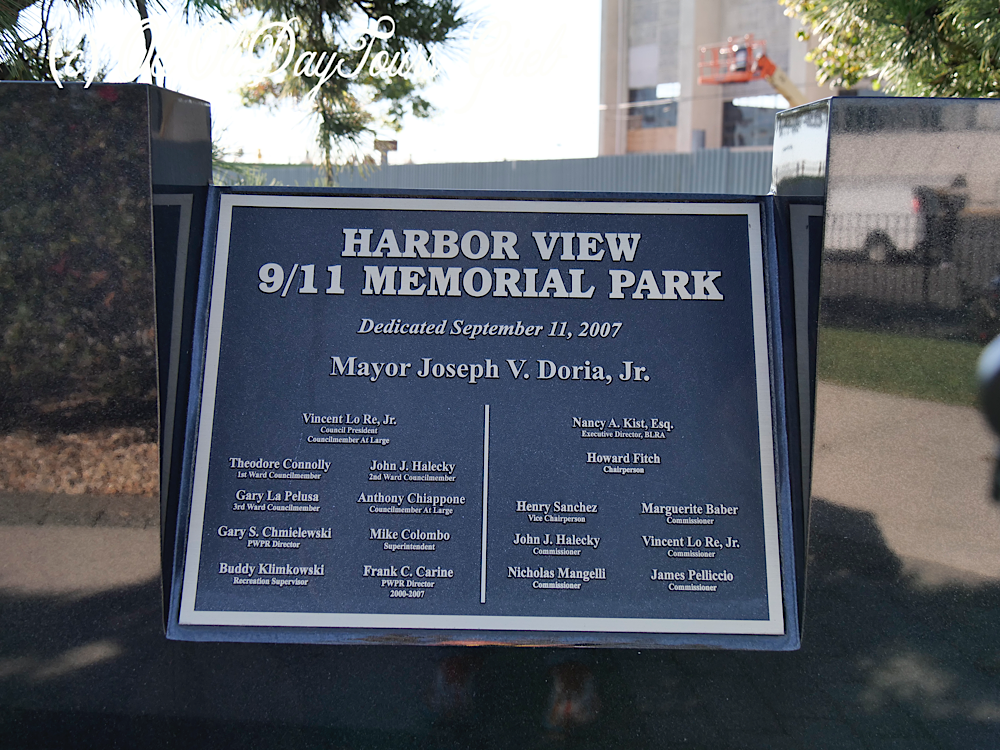 DayTow
HARBOR VIEW
9/11 MEMORIAL PARK
Dedicated September 11, 2007
Mayor Joseph V. Doria, Jr.
Vincent Lo Re, Jr.
Council President
Councilmember At Large
Theodore Connolly
1st Ward Councilmember
John J. Halecky
2nd Ward Councilmember
Gary La Pelusa
3rd Ward Councilmember
Anthony Chiappone
Councilmember At Large
Gary S. Chmielewski
PWPR Director
Mike Colombo
Superintendent
Buddy Klimkowski
Recreation Supervisor
Frank C. Carine
PWPR Director
2000-2007
Nancy A. Kist, Esq.
Executive Director, BLRA
Howard Fitch
Chairperson
Henry Sanchez
Vice Chairperson
Marguerite Baber
Commissioner
John J. Halecky
Commissioner
Vincent Lo Re, Jr.
Commissioner
Nicholas Mangelli
Commissioner
James Pelliccio
Commissioner